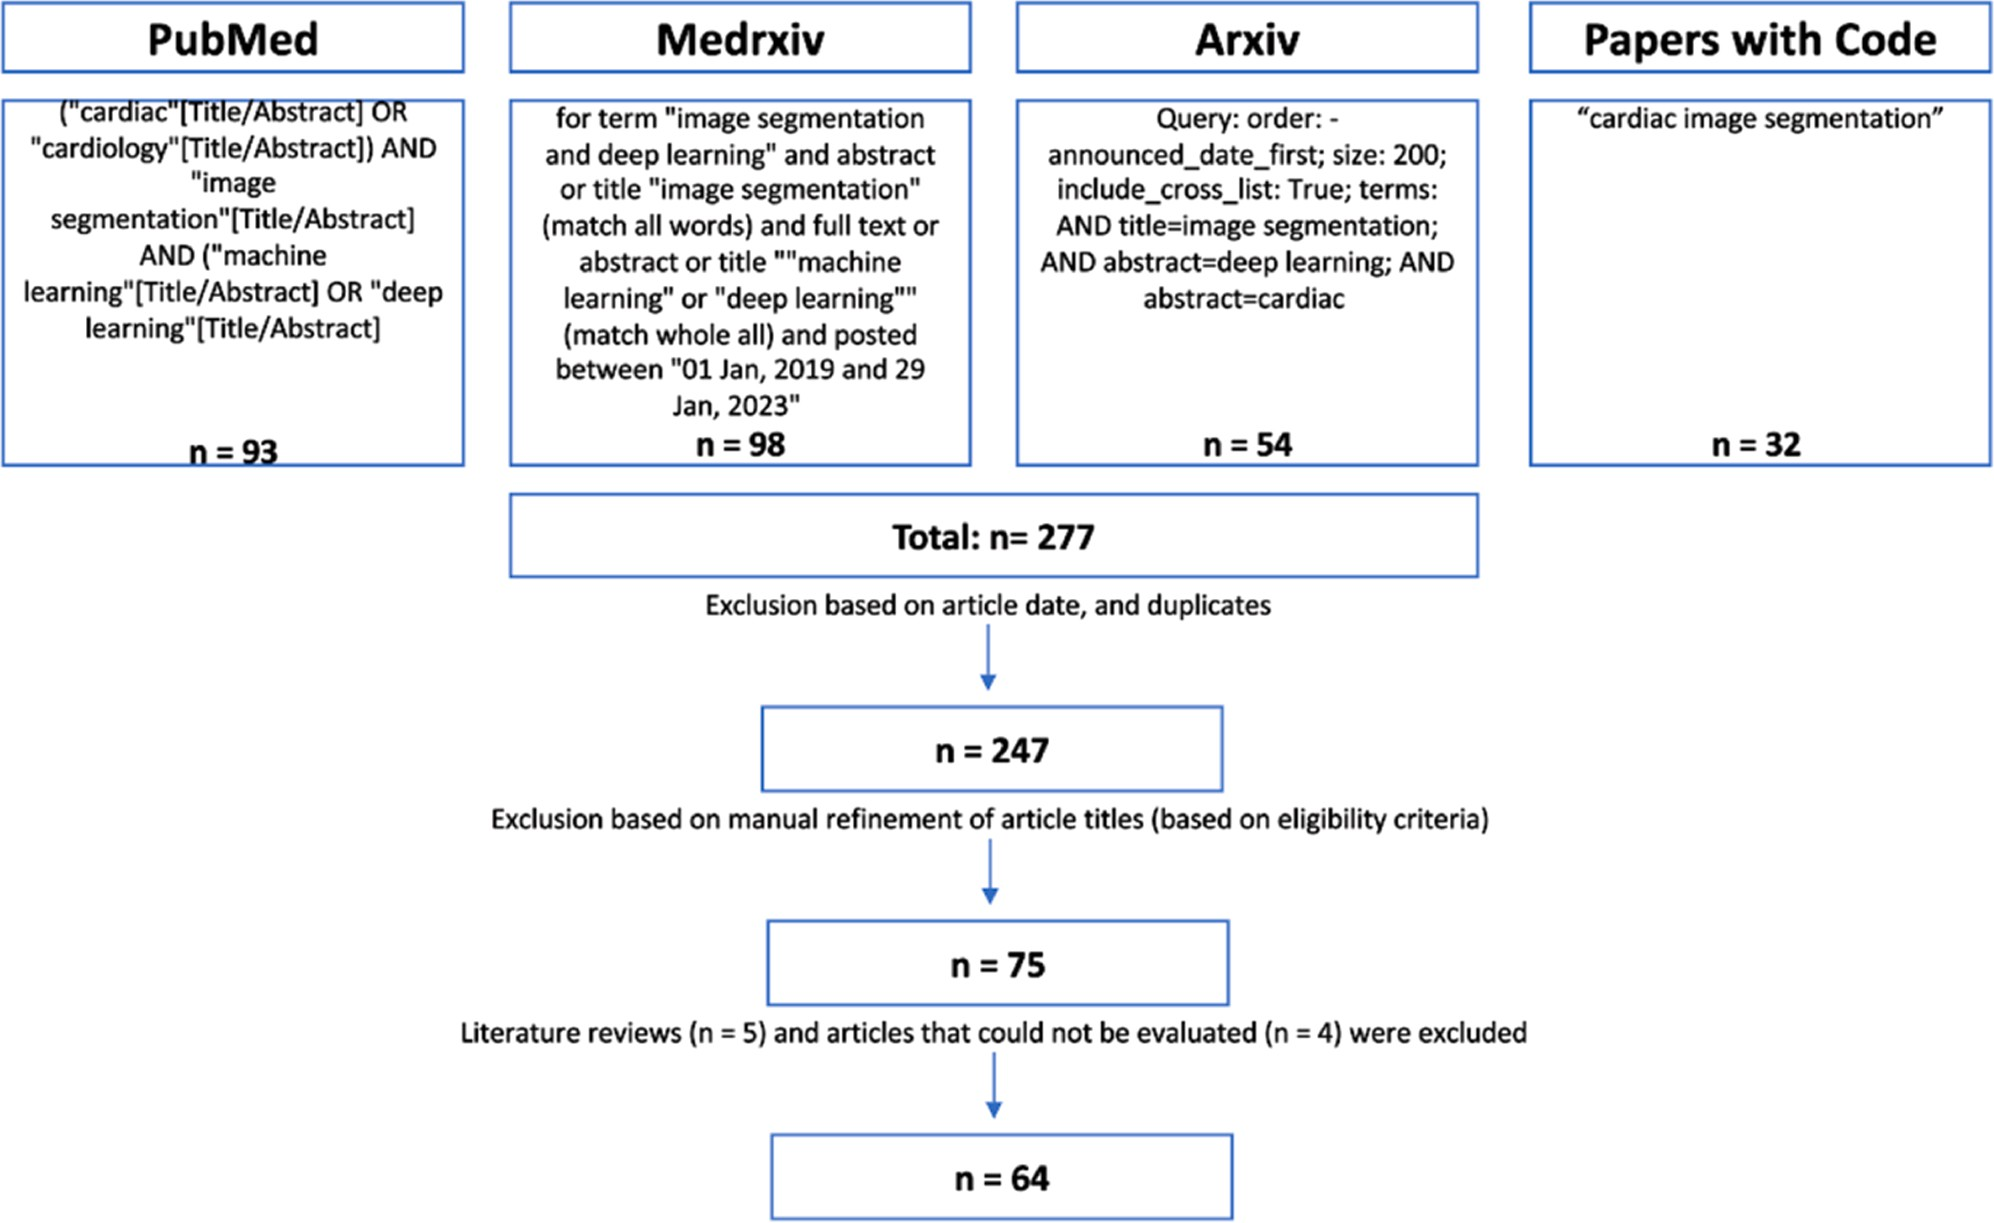 PubMed
("cardiac"[Title/Abstract] OR
"cardiology"[Title/Abstract]) AND
"image
segmentation"[Title/Abstract]
AND ("machine
learning"[Title/Abstract] OR "deep
learning"[Title/Abstract]
n = 93
Medrxiv
for term "image segmentation
and deep learning" and abstract
or title "image segmentation"
(match all words) and full text or
abstract or title ""machine
learning" or "deep learning""
(match whole all) and posted
between "01 Jan, 2019 and 29
Jan, 2023"
n = 98
Arxiv
Query: order: -
announced_date_first; size: 200;
include_cross_list: True; terms:
AND title=image segmentation;
AND abstract=deep learning; AND
abstract=cardiac
n = 54
Papers with Code
“cardiac image segmentation”
n = 32
Total: n= 277
Exclusion based on article date, and duplicates
n = 247
Exclusion based on manual refinement of article titles (based on eligibility criteria)
n = 75
Literature reviews (n = 5) and articles that could not be evaluated (n = 4) were excluded
n = 64